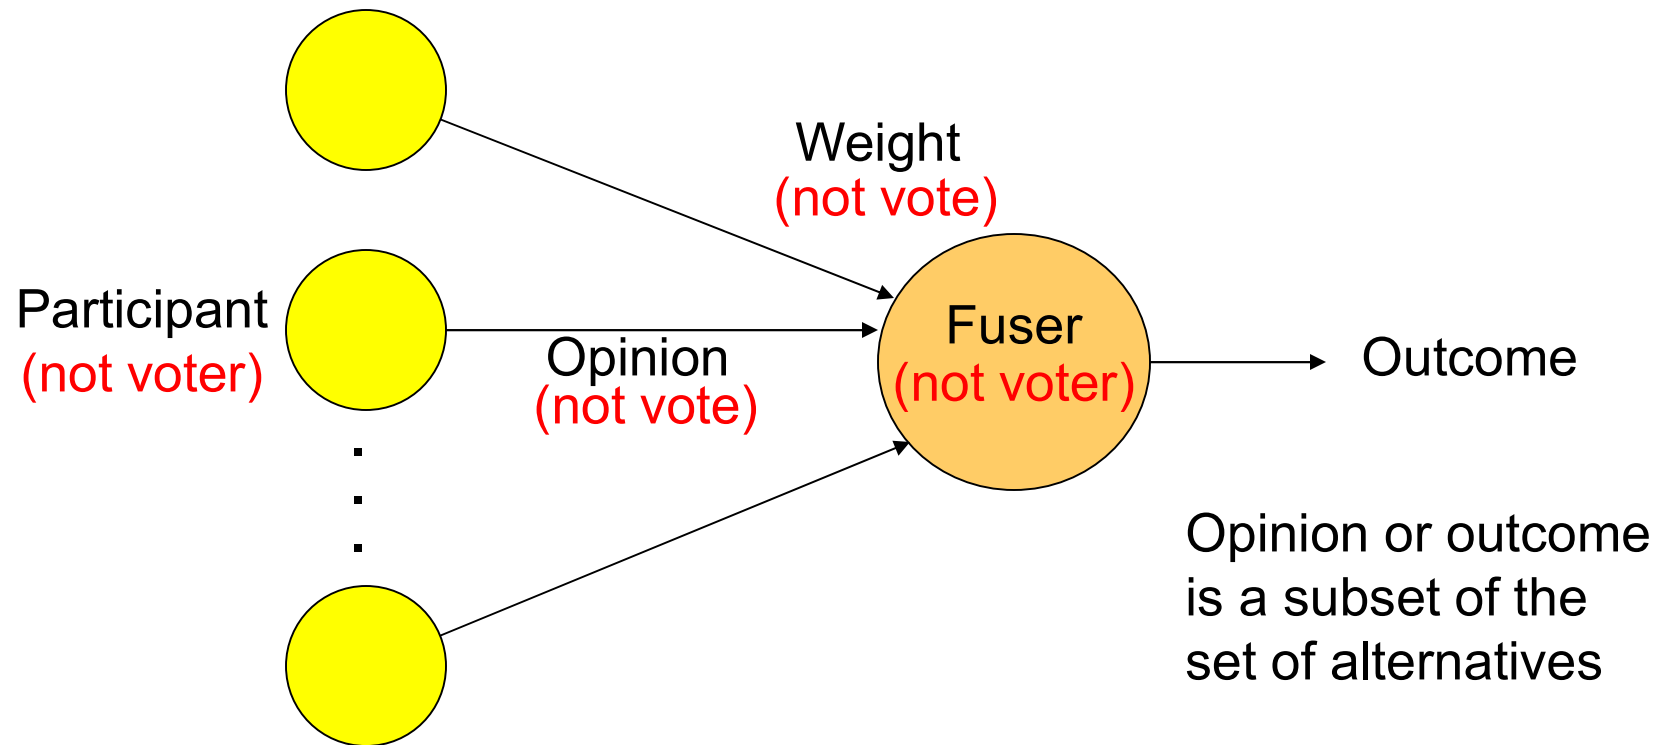 Weight
(not vote)
Participant
(not voter)
Opinion
(not vote)
Fuser
(not voter)
Outcome
Opinion or outcome
is a subset of the
set of alternatives